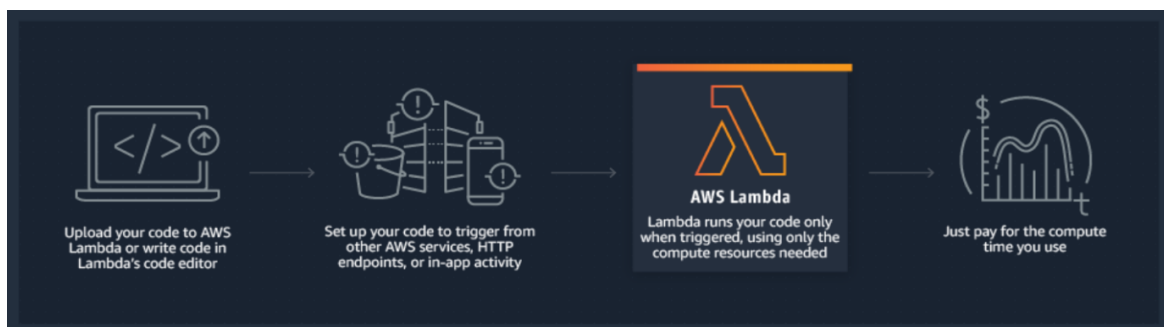 </>
$
t
Upload your code to AWS
Lambda or write code in
Lambda's code editor
Set up your code to trigger from
other AWS services, HTTP
endpoints, or in-app activity
AWS Lambda
Lambda runs your code only
when triggered, using only the
compute resources needed
Just pay for the compute
time you use